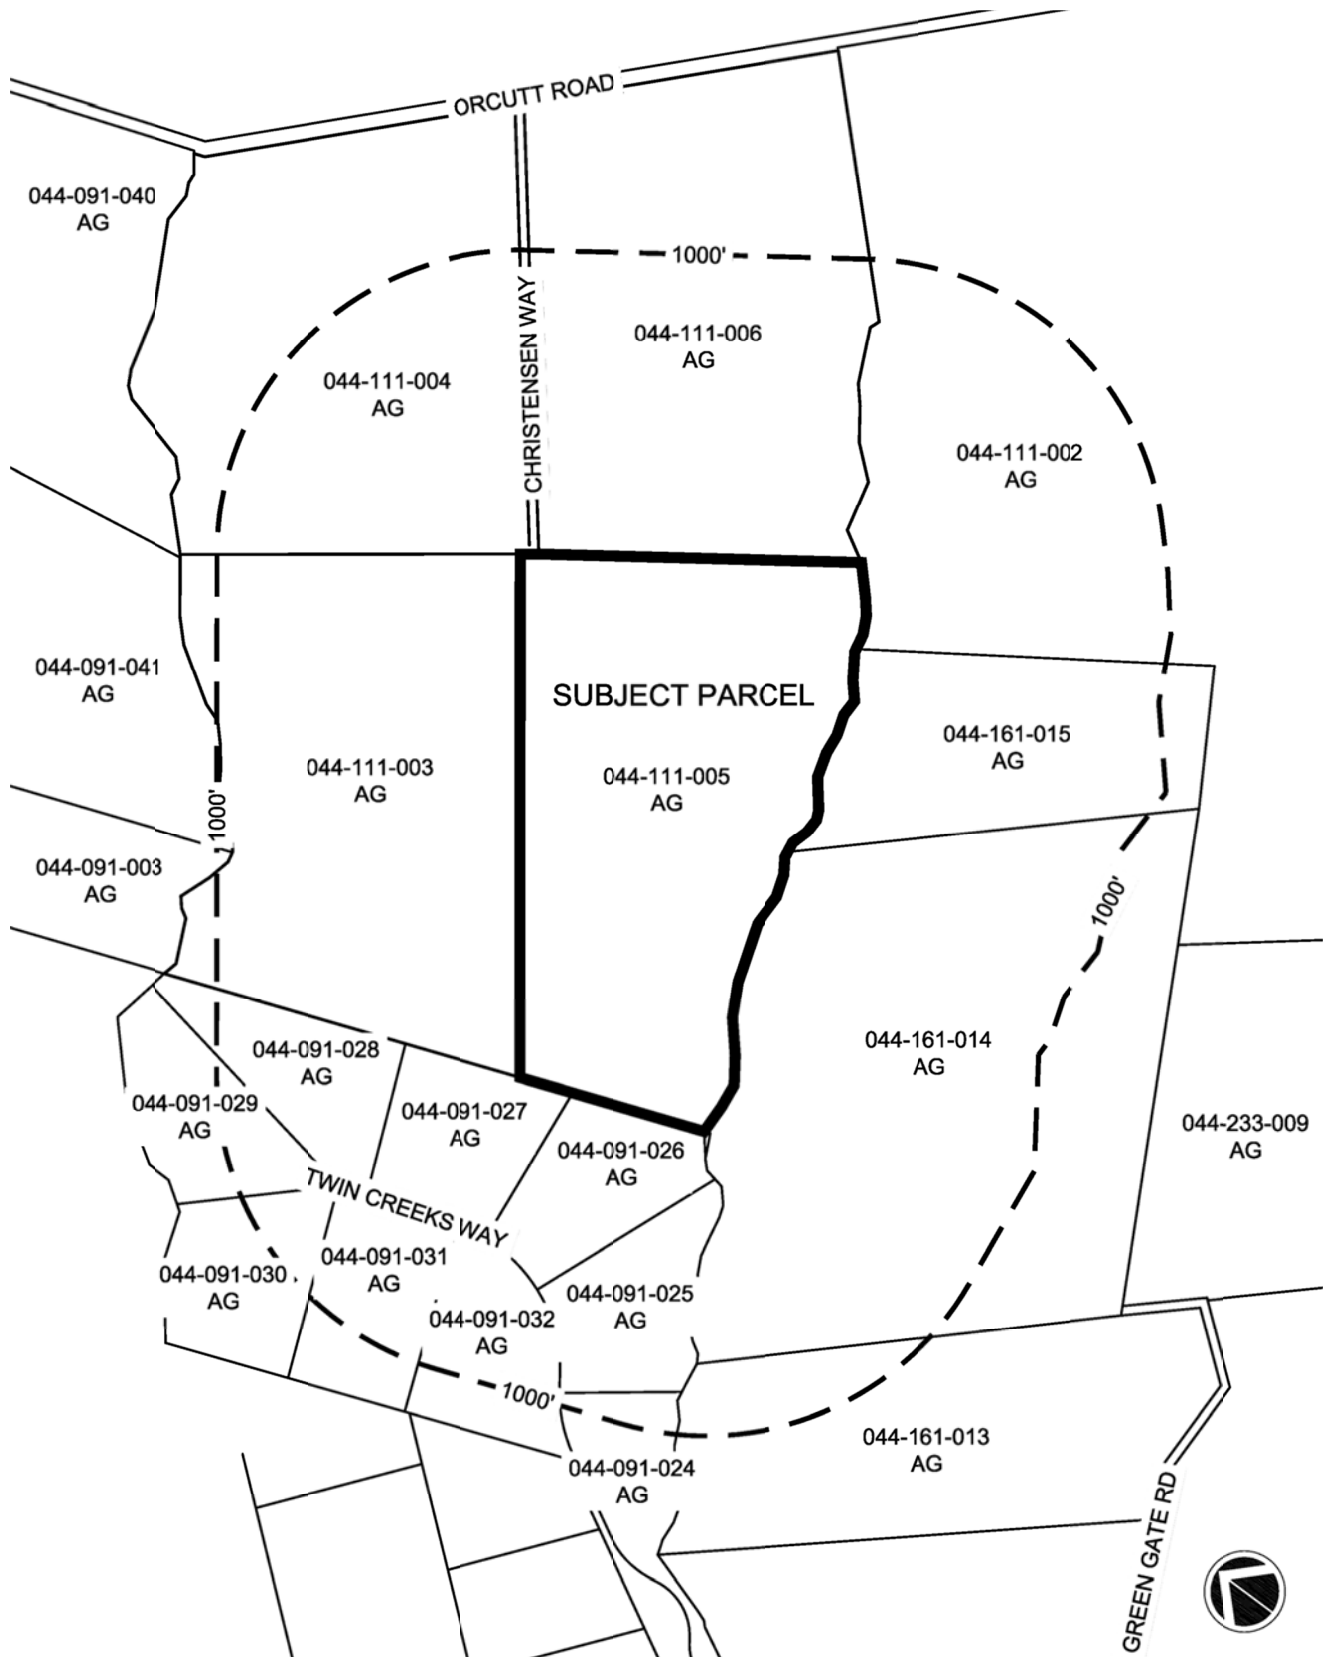 ORCUTT ROAD
044-091-040
AG
1000'
CHRISTENSEN WAY
044-111-006
AG
044-111-004
AG
044-111-002
AG
044-091-041
AG
SUBJECT PARCEL
044-161-015
AG
044-111-003
AG
044-111-005
AG
1000'
044-091-003
AG
1000'
044-161-014
AG
044-091-028
AG
044-091-029
AG
044-091-027
AG
044-233-009
AG
044-091-026
AG
TWIN CREEKS WAY
044-091-031
AG
044-091-030
AG
044-091-025
AG
044-091-032
AG
1000'
044-161-013
AG
044-091-024
AG
GREEN GATE RD